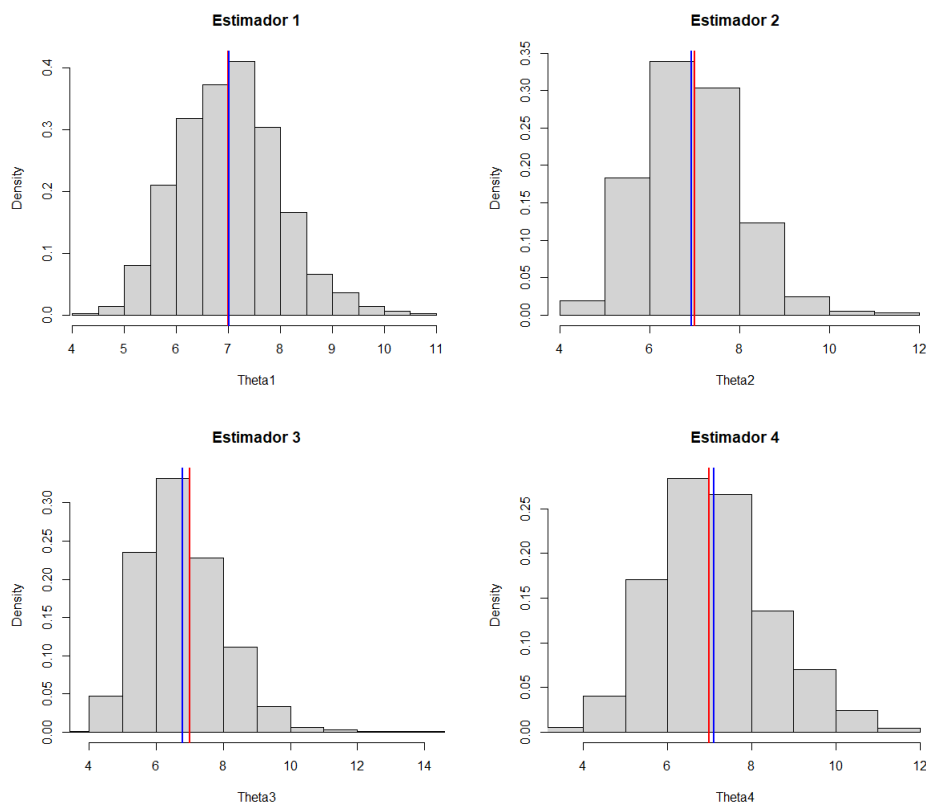 Estimador 1
Density
0.0 0.1 0.2 0.3 0.4
4 5 6 7 8 9 10 11
Theta1
Estimador 2
Density
0.00 0.05 0.10 0.15 0.20 0.25 0.30 0.35
4 6 8 10 12
Theta2
Estimador 3
Density
0.00 0.05 0.10 0.15 0.20 0.25 0.30
4 6 8 10 12 14
Theta3
Estimador 4
Density
0.00 0.05 0.10 0.15 0.20 0.25
4 6 8 10 12
Theta4